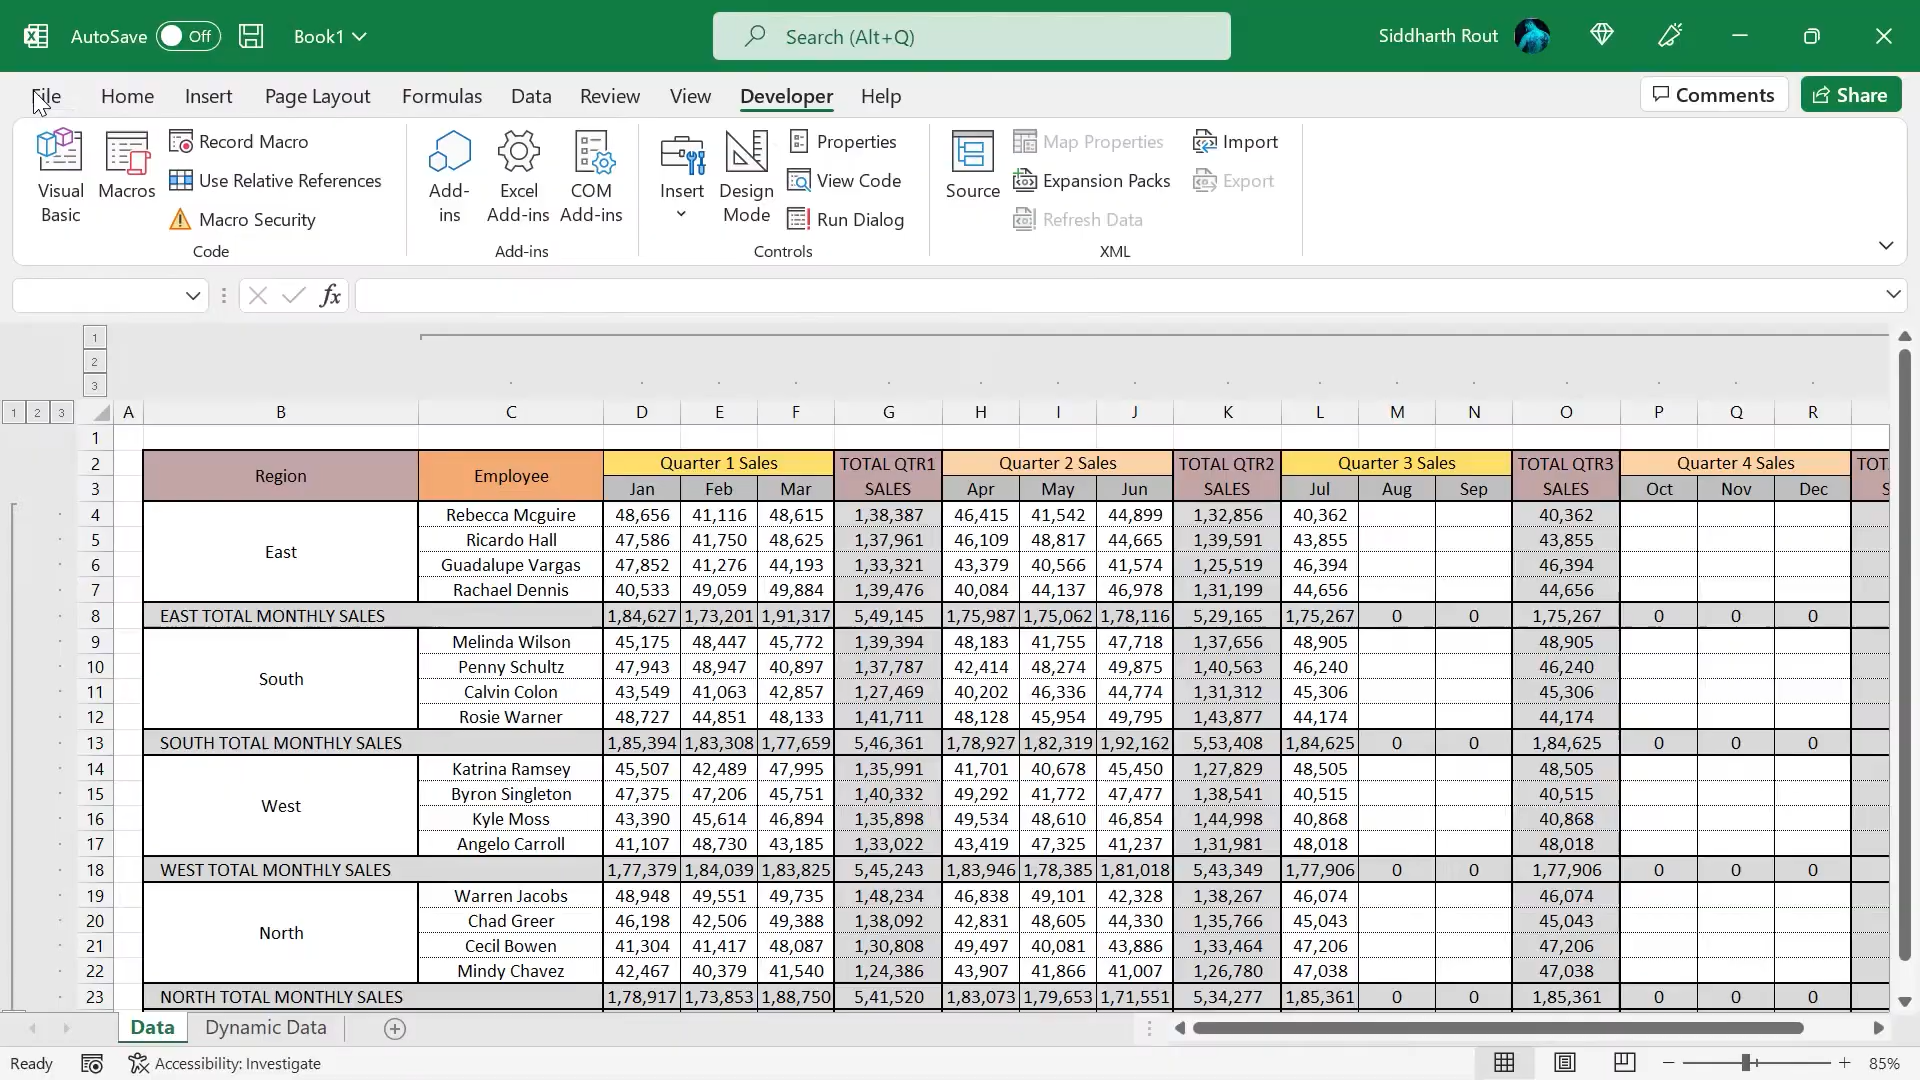 AutoSave Off Book1 Search (Alt+Q) Siddharth Rout
File Home Insert Page Layout Formulas Data Review View Developer Help Comments Share
Visual Basic Macros Record Macro Use Relative References Macro Security
Add-ins Excel Add-ins COM Add-ins
Insert Design Mode Properties View Code Run Dialog
Source Map Properties Expansion Packs Refresh Data Import Export
Code Add-ins Controls XML
fx
1
2
3
1 2 3 A B C D E F G H I J K L M N O P Q R
1
2 Region Employee Quarter 1 Sales TOTAL QTR1 Quarter 2 Sales TOTAL QTR2 Quarter 3 Sales TOTAL QTR3 Quarter 4 Sales
3 Jan Feb Mar SALES Apr May Jun SALES Jul Aug Sep SALES Oct Nov Dec
4 Rebecca Mcguire 48,656 41,116 48,615 1,38,387 46,415 41,542 44,899 1,32,856 40,362 40,362
5 East Ricardo Hall 47,586 41,750 48,625 1,37,961 46,109 48,817 44,665 1,39,591 43,855 43,855
6 Guadalupe Vargas 47,852 41,276 44,193 1,33,321 43,379 40,566 41,574 1,25,519 46,394 46,394
7 Rachael Dennis 40,533 49,059 49,884 1,39,476 40,084 44,137 46,978 1,31,199 44,656 44,656
8 EAST TOTAL MONTHLY SALES 1,84,627 1,73,201 1,91,317 5,49,145 1,75,987 1,75,062 1,78,116 5,29,165 1,75,267 0 0 1,75,267 0 0 0
9 Melinda Wilson 45,175 48,447 45,772 1,39,394 48,183 41,755 47,718 1,37,656 48,905 48,905
10 South Penny Schultz 47,943 48,947 40,897 1,37,787 42,414 48,274 49,875 1,40,563 46,240 46,240
11 Calvin Colon 43,549 41,063 42,857 1,27,469 40,202 46,336 44,774 1,31,312 45,306 45,306
12 Rosie Warner 48,727 44,851 48,133 1,41,711 48,128 45,954 49,795 1,43,877 44,174 44,174
13 SOUTH TOTAL MONTHLY SALES 1,85,394 1,83,308 1,77,659 5,46,361 1,78,927 1,82,319 1,92,162 5,53,408 1,84,625 0 0 1,84,625 0 0 0
14 Katrina Ramsey 45,507 42,489 47,995 1,35,991 41,701 40,678 45,450 1,27,829 48,505 48,505
15 West Byron Singleton 47,375 47,206 45,751 1,40,332 49,292 41,772 47,477 1,38,541 40,515 40,515
16 Kyle Moss 43,390 45,614 46,894 1,35,898 49,534 48,610 46,854 1,44,998 40,868 40,868
17 Angelo Carroll 41,107 48,730 43,185 1,33,022 43,419 47,325 41,237 1,31,981 48,018 48,018
18 WEST TOTAL MONTHLY SALES 1,77,379 1,84,039 1,83,825 5,45,243 1,83,946 1,78,385 1,81,018 5,43,349 1,77,906 0 0 1,77,906 0 0 0
19 Warren Jacobs 48,948 49,551 49,735 1,48,234 46,838 49,101 42,328 1,38,267 46,074 46,074
20 North Chad Greer 46,198 42,506 49,388 1,38,092 42,831 48,605 44,330 1,35,766 45,043 45,043
21 Cecil Bowen 41,304 41,417 48,087 1,30,808 49,497 40,081 43,886 1,33,464 47,206 47,206
22 Mindy Chavez 42,467 40,379 41,540 1,24,386 43,907 41,866 41,007 1,26,780 47,038 47,038
23 NORTH TOTAL MONTHLY SALES 1,78,917 1,73,853 1,88,750 5,41,520 1,83,073 1,79,653 1,71,551 5,34,277 1,85,361 0 0 1,85,361 0 0 0
Data Dynamic Data
Ready Accessibility: Investigate 85%